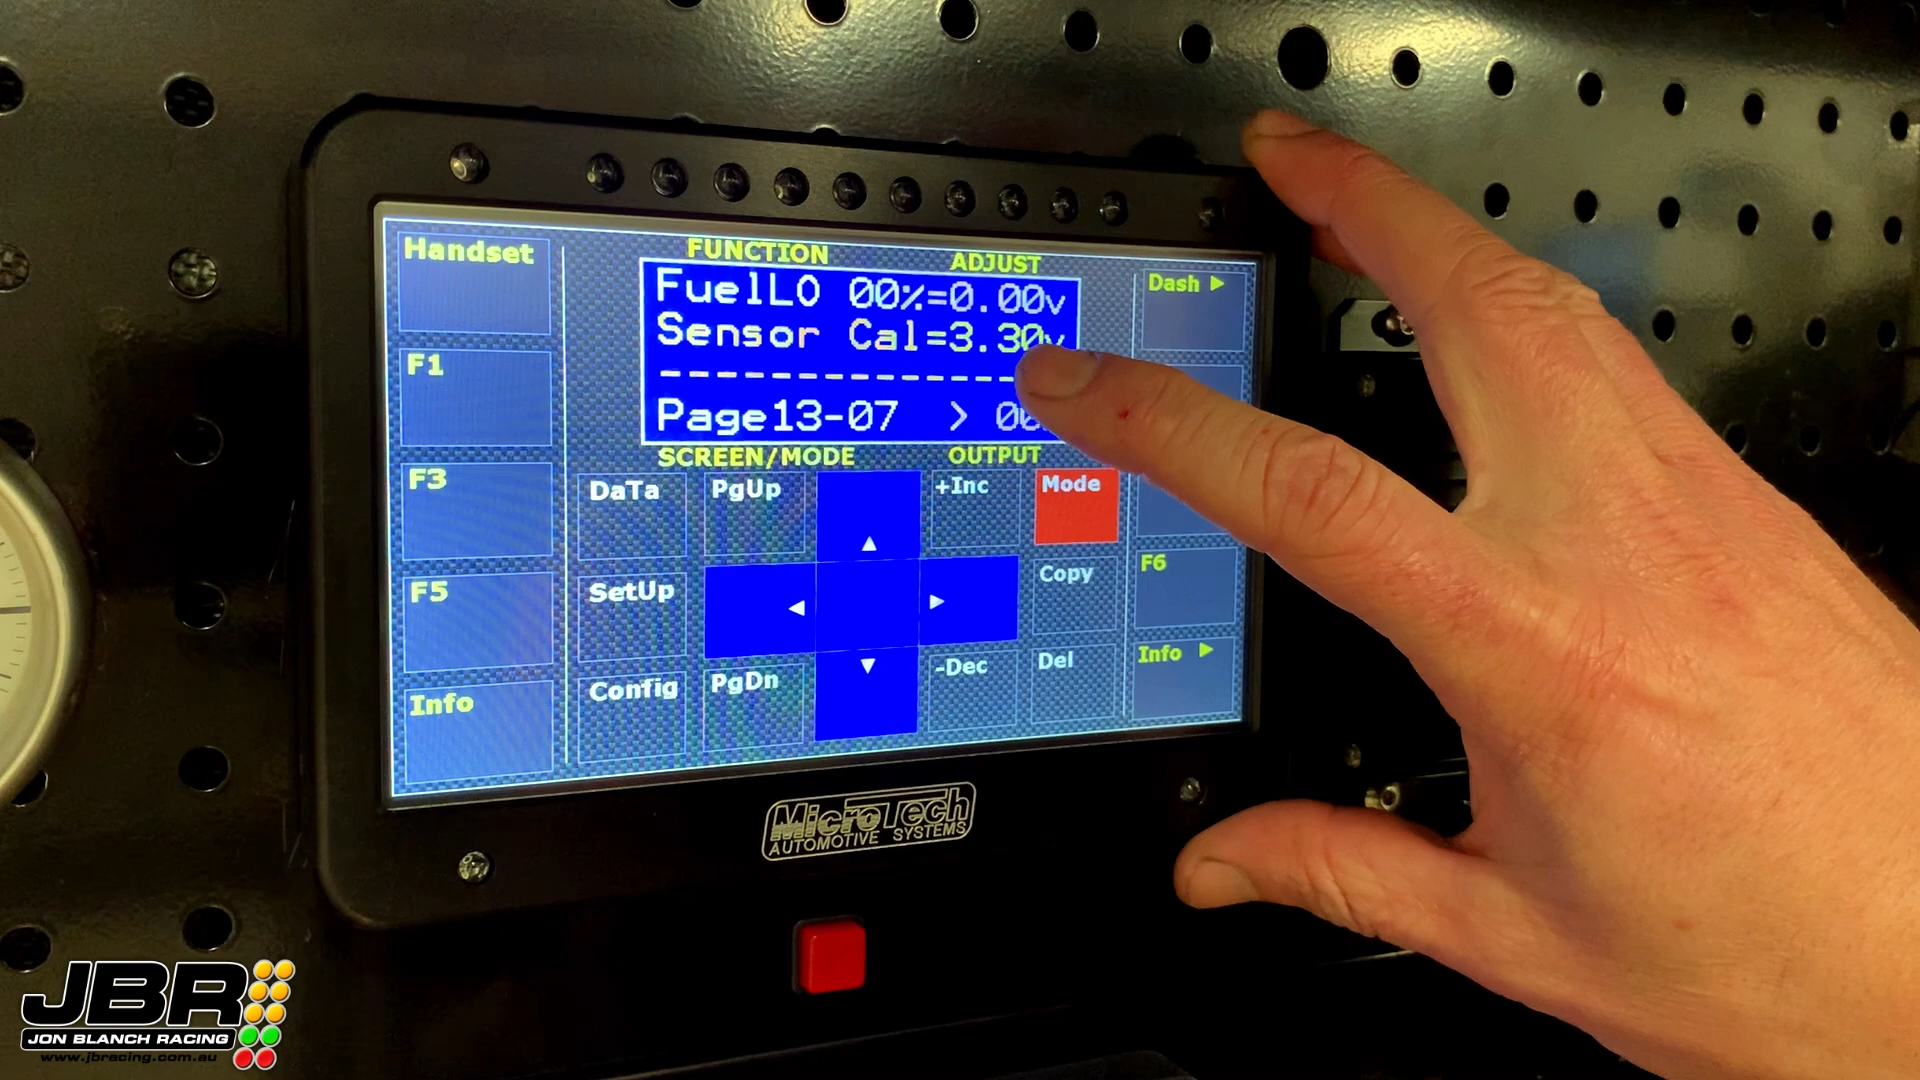 Handset
F1
F3
F5
Info
FUNCTION ADJUST
FuelLO 00%=0.00v
Sensor Cal=3.30v
---------------
Page13-07 >
SCREEN/MODE OUTPUT
DaTa PgUp +Inc Mode
SetUp Copy
Config PgDn -Dec Del
Dash ▶
F6
Info ▶
MicroTech
AUTOMOTIVE SYSTEMS
JBR
JON BLANCH RACING
www.jbracing.com.au